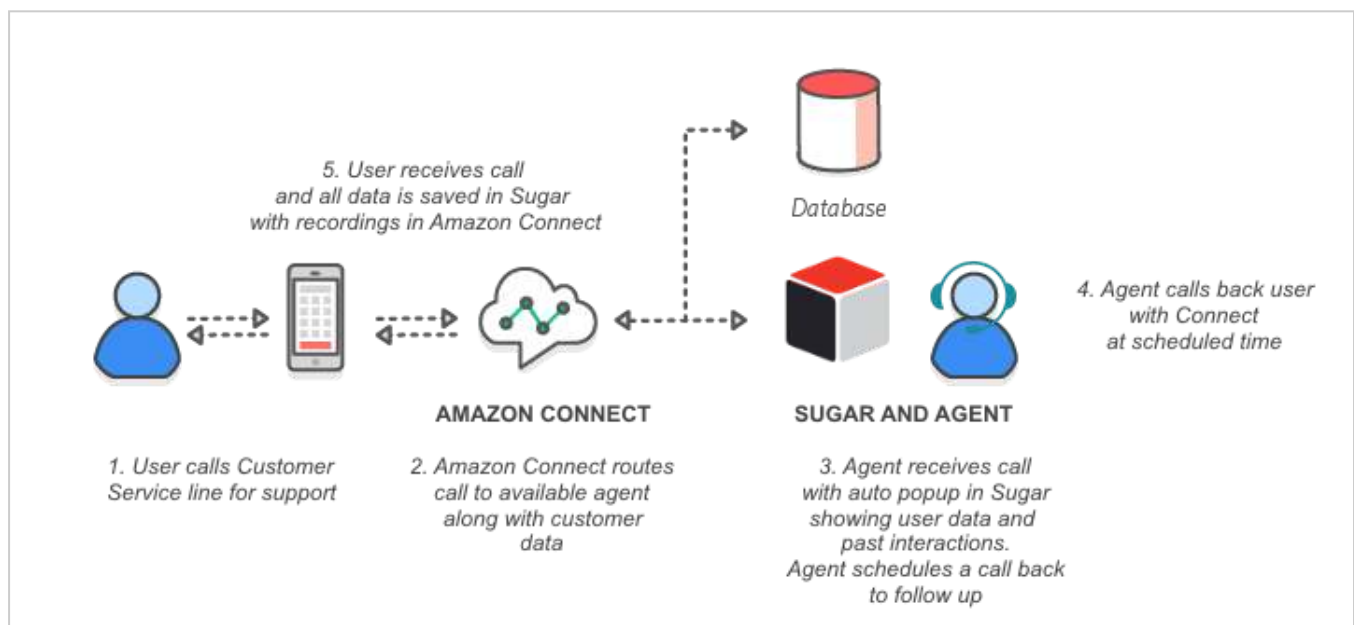 5. User receives call
and all data is saved in Sugar
with recordings in Amazon Connect
Database
4. Agent calls back user
with Connect
at scheduled time
AMAZON CONNECT
SUGAR AND AGENT
1. User calls Customer
Service line for support
2. Amazon Connect routes
call to available agent
along with customer
data
3. Agent receives call
with auto popup in Sugar
showing user data and
past interactions.
Agent schedules a call back
to follow up